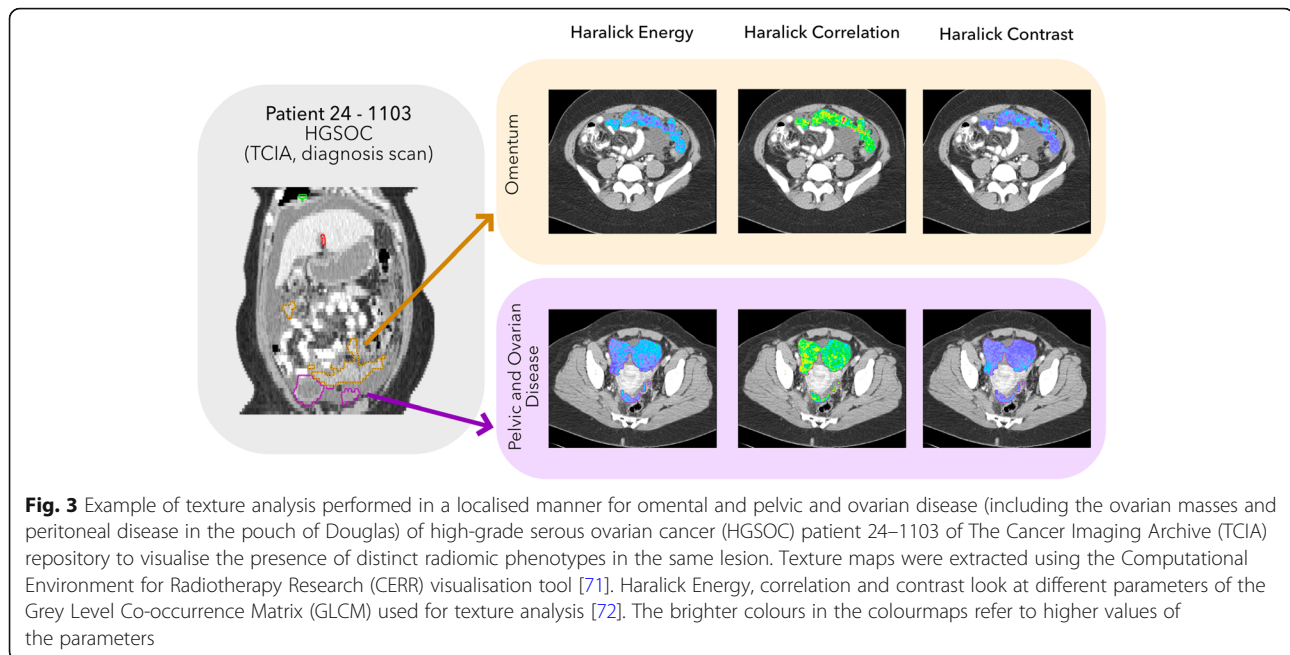 Haralick Energy
Haralick Correlation
Haralick Contrast
Patient 24 - 1103
HGSOC
(TCIA, diagnosis scan)
Omentum
Pelvic and Ovarian
Disease
Fig. 3 Example of texture analysis performed in a localised manner for omental and pelvic and ovarian disease (including the ovarian masses and
peritoneal disease in the pouch of Douglas) of high-grade serous ovarian cancer (HGSOC) patient 24–1103 of The Cancer Imaging Archive (TCIA)
repository to visualise the presence of distinct radiomic phenotypes in the same lesion. Texture maps were extracted using the Computational
Environment for Radiotherapy Research (CERR) visualisation tool [71]. Haralick Energy, correlation and contrast look at different parameters of the
Grey Level Co-occurrence Matrix (GLCM) used for texture analysis [72]. The brighter colours in the colourmaps refer to higher values of
the parameters